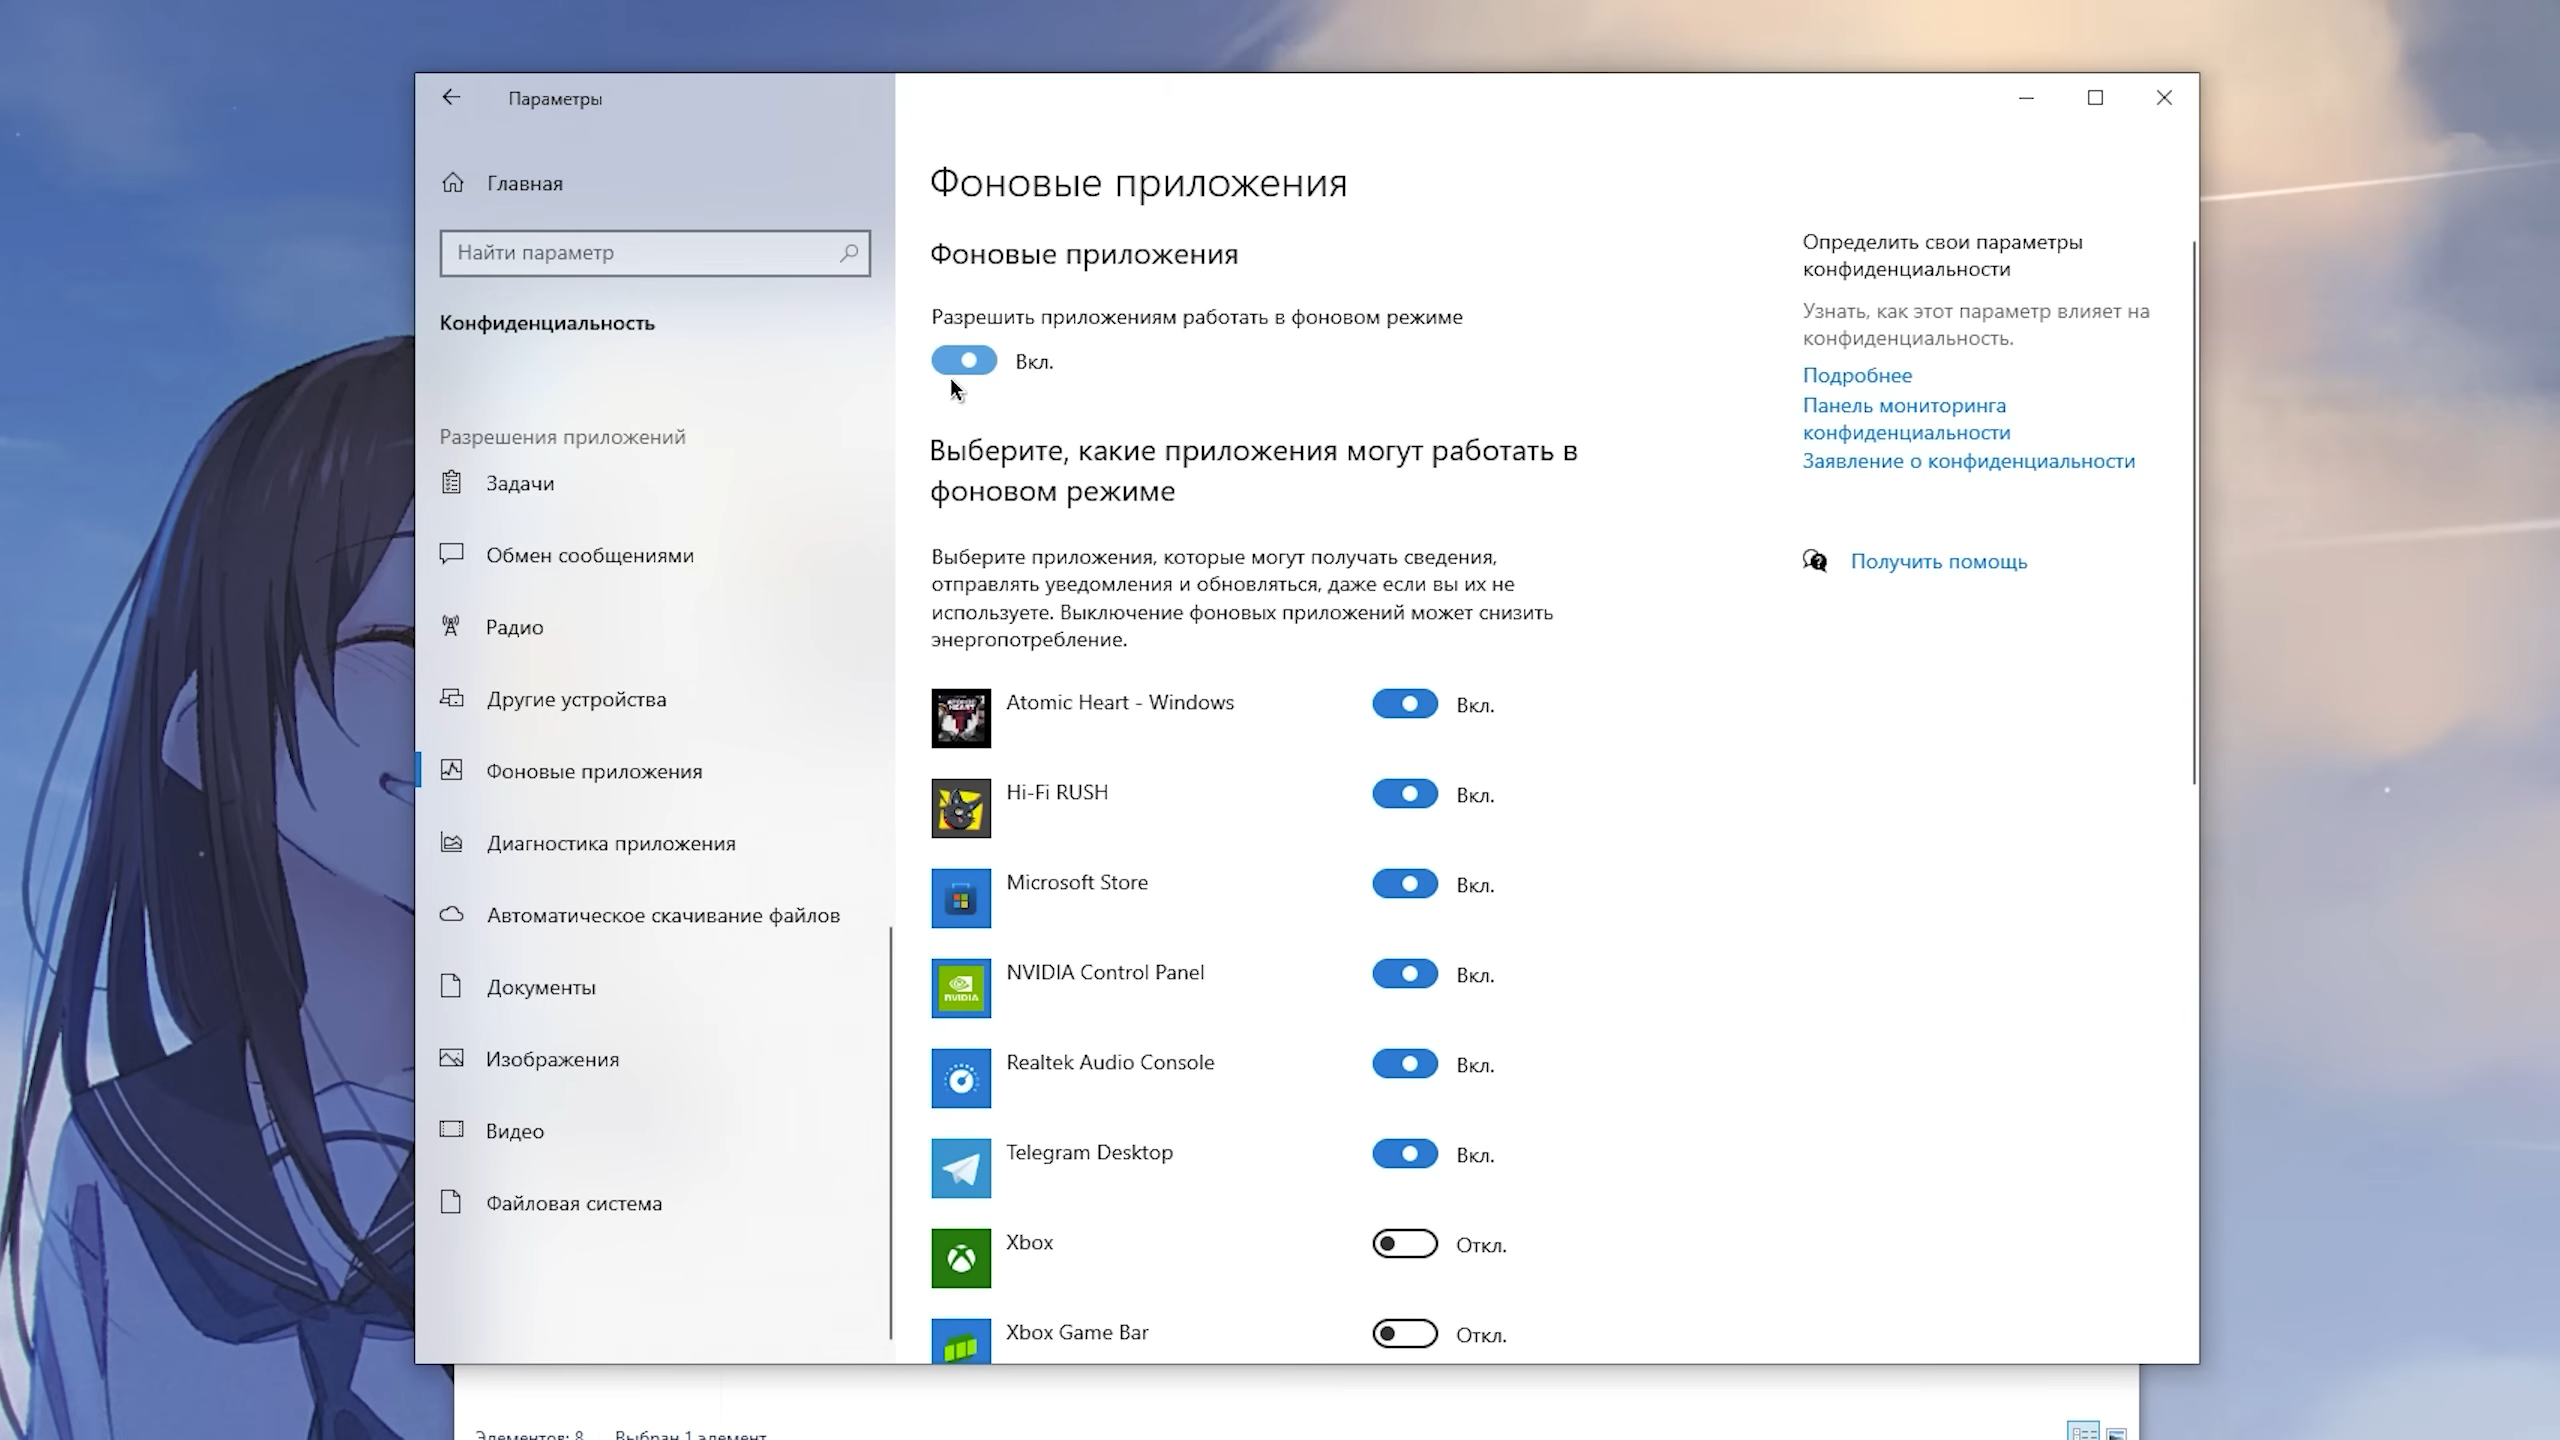 Параметры
Главная
Найти параметр
Конфиденциальность
Разрешения приложений
Задачи
Обмен сообщениями
Радио
Другие устройства
Фоновые приложения
Диагностика приложения
Автоматическое скачивание файлов
Документы
Изображения
Видео
Файловая система
Фоновые приложения
Фоновые приложения
Разрешить приложениям работать в фоновом режиме
Вкл.
Выберите, какие приложения могут работать в
фоновом режиме
Выберите приложения, которые могут получать сведения,
отправлять уведомления и обновляться, даже если вы их не
используете. Выключение фоновых приложений может снизить
энергопотребление.
Atomic Heart - Windows Вкл.
Hi-Fi RUSH Вкл.
Microsoft Store Вкл.
NVIDIA Control Panel Вкл.
NVIDIA
Realtek Audio Console Вкл.
Telegram Desktop Вкл.
Xbox Откл.
Xbox Game Bar Откл.
Определить свои параметры
конфиденциальности
Узнать, как этот параметр влияет на
конфиденциальность.
Подробнее
Панель мониторинга
конфиденциальности
Заявление о конфиденциальности
Получить помощь
Элементов: 8 Выбран 1 элемент